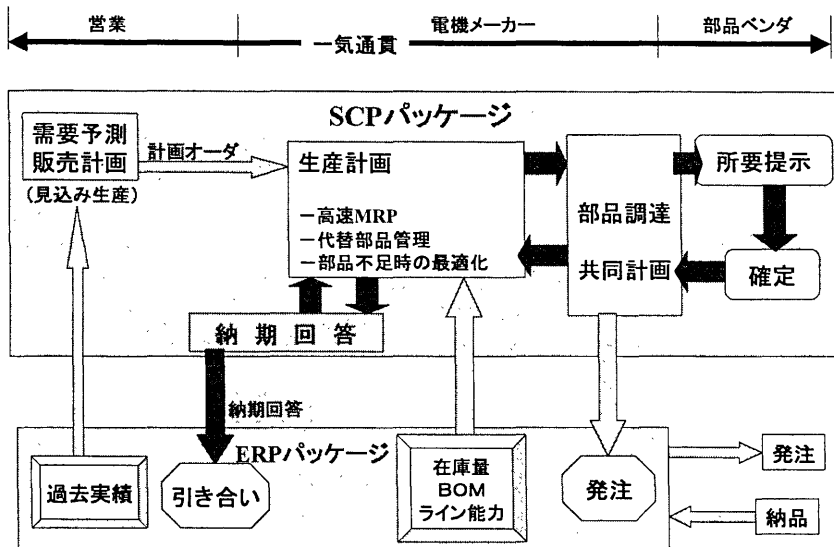 営業
電機メーカー
部品ベンダ
一気通貫
SCPパッケージ
需要予測
販売計画
(見込み生産)
計画オーダ
生産計画
ー高速MRP
ー代替部品管理
ー部品不足時の最適化
部品調達
共同計画
所要提示
確定
納期回答
納期回答
ERPパッケージ
過去実績
引き合い
在庫量
BOM
ライン能力
発注
発注
納品